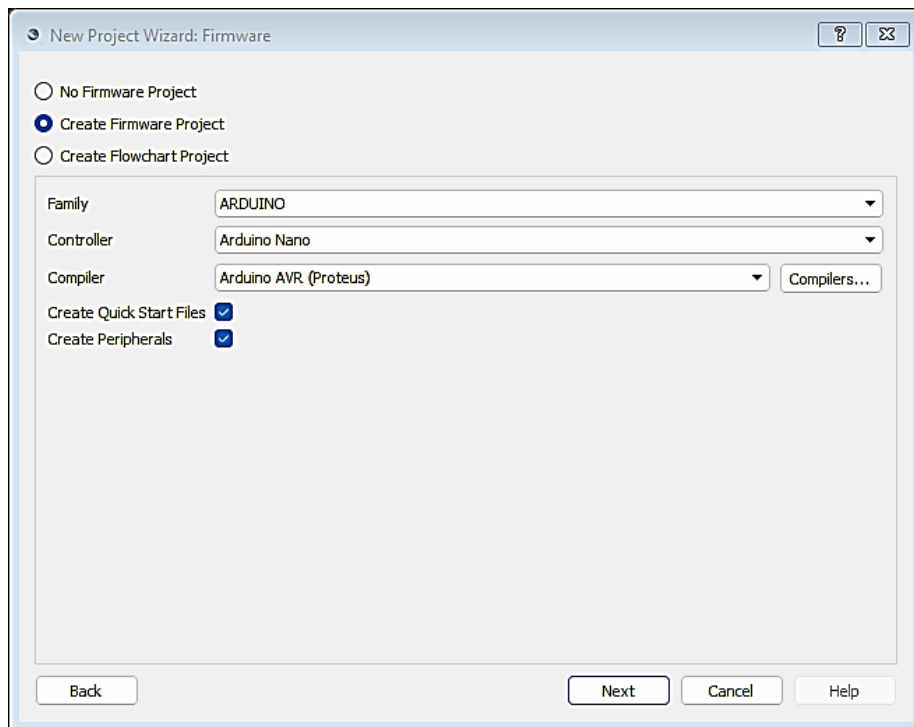 New Project Wizard: Firmware
No Firmware Project
Create Firmware Project
Create Flowchart Project
Family ARDUINO
Controller Arduino Nano
Compiler Arduino AVR (Proteus) Compilers...
Create Quick Start Files
Create Peripherals
Back Next Cancel Help